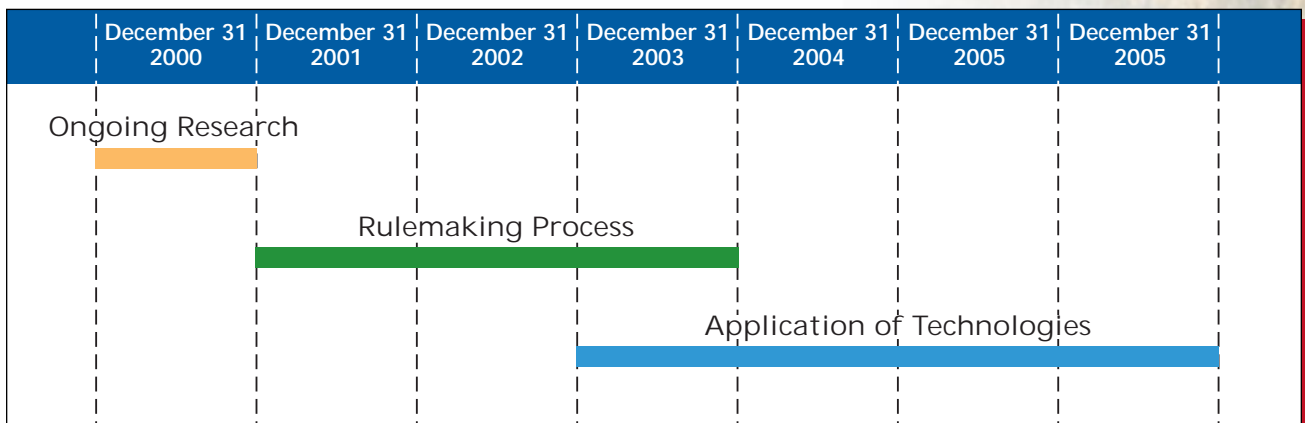 December 31 December 31 December 31 December 31 December 31 December 31 December 31
2000 2001 2002 2003 2004 2005 2005
Ongoing Research
Rulemaking Process
Application of Technologies